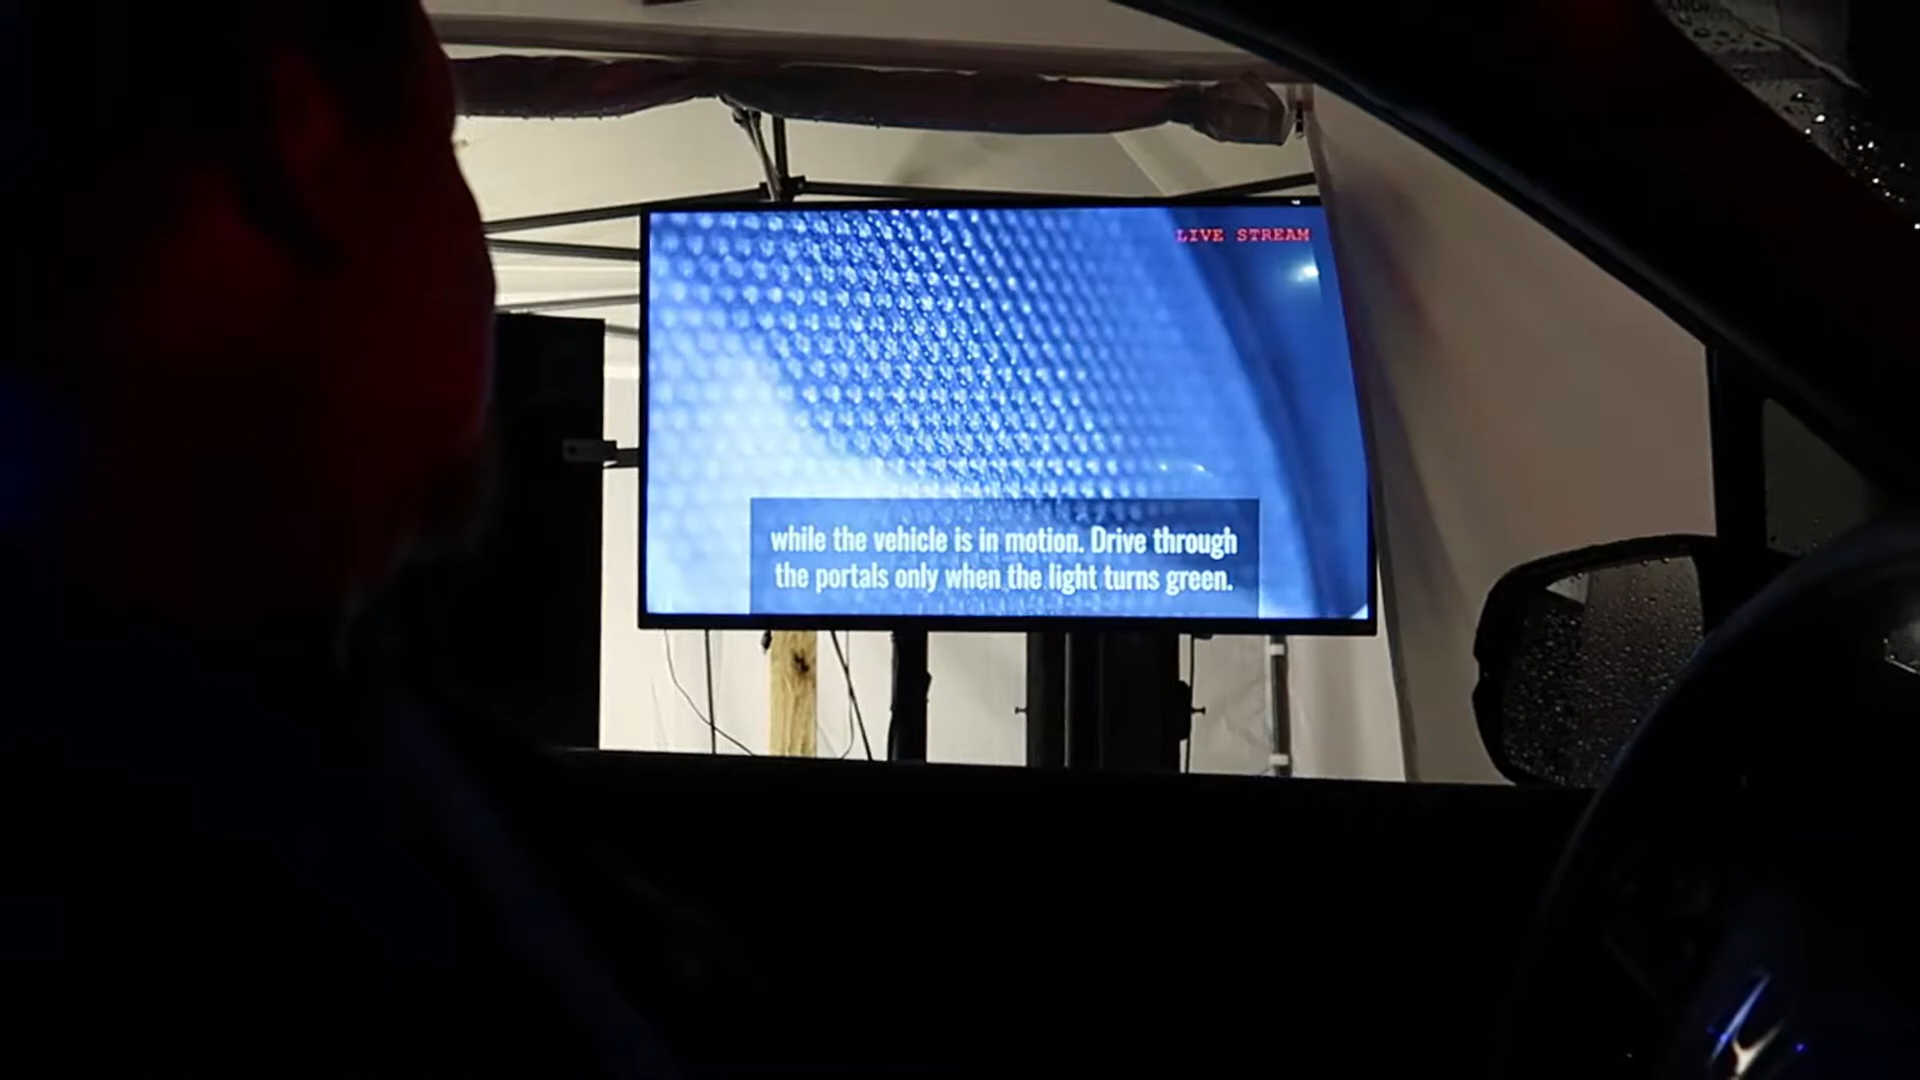 LIVE STREAM
while the vehicle is in motion. Drive through
the portals only when the light turns green.